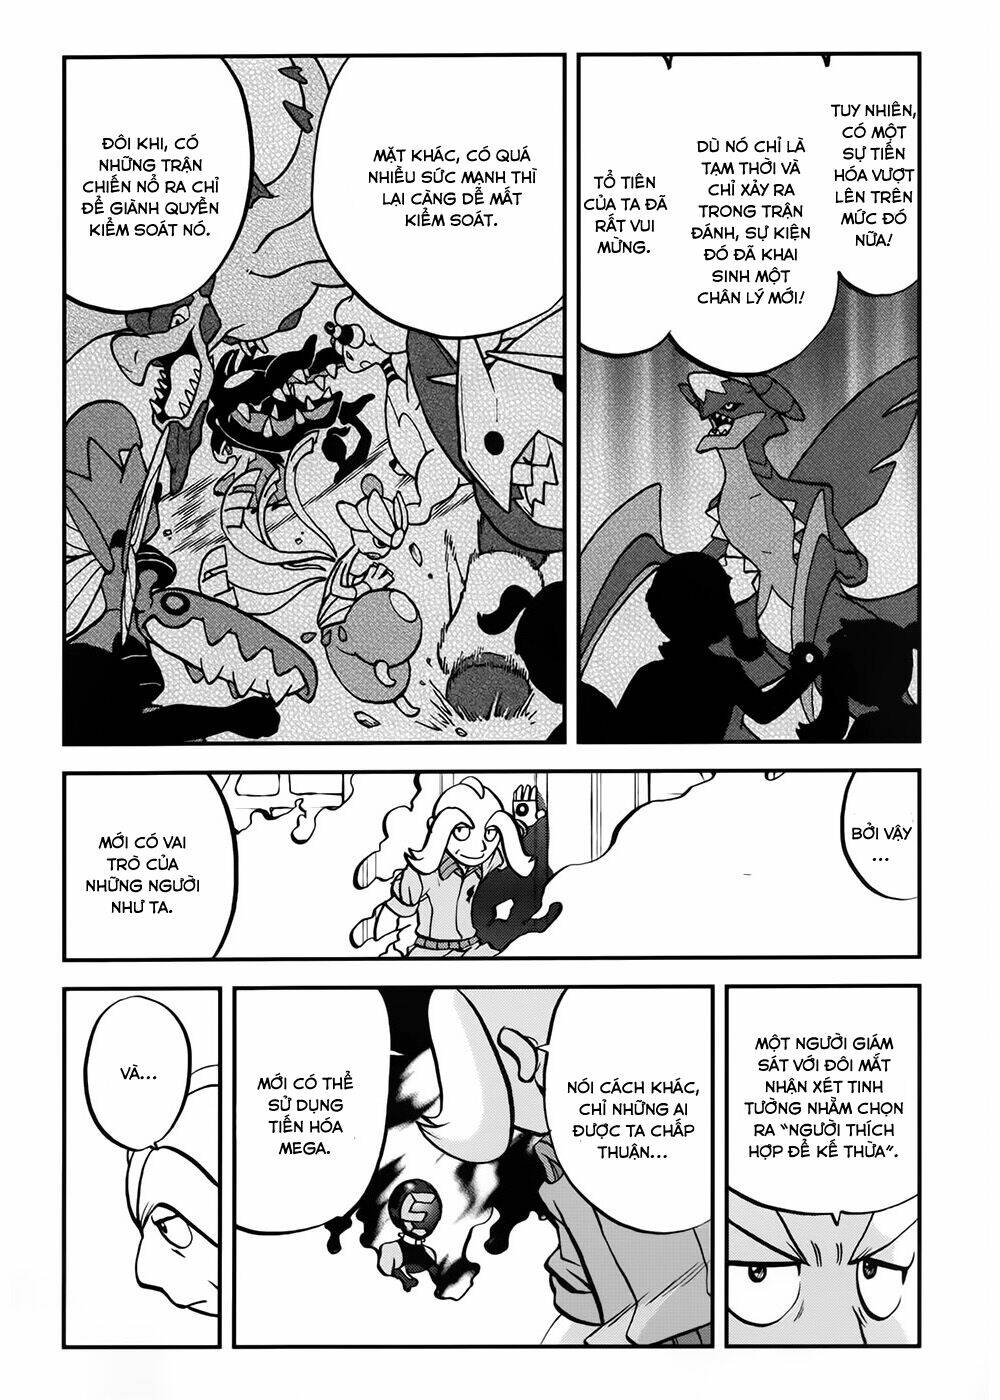 TUY NHIÊN,
CÓ MỘT
SỰ TIẾN
HÓA VƯỢT
LÊN TRÊN
MỨC ĐÓ
NỮA!
DÙ NÓ CHỈ LÀ
TẠM THỜI VÀ
CHỈ XẢY RA
TRONG TRẬN
ĐÁNH, SỰ KIỆN
ĐÓ ĐÃ KHAI
SINH MỘT
CHÂN LÝ MỚI!
TỔ TIÊN
CỦA TA ĐÃ
RẤT VUI
MỪNG.
MẶT KHÁC, CÓ QUÁ
NHIỀU SỨC MẠNH THÌ
LẠI CÀNG DỄ MẤT
KIỂM SOÁT.
ĐÔI KHI, CÓ
NHỮNG TRẬN
CHIẾN NỔ RA CHỈ
ĐỂ GIÀNH QUYỀN
KIỂM SOÁT NÓ.
BỞI VẬY
...
MỚI CÓ VAI
TRÒ CỦA
NHỮNG NGƯỜI
NHƯ TA.
MỘT NGƯỜI GIÁM
SÁT VỚI ĐÔI MẮT
NHẬN XÉT TINH
TƯỜNG NHẰM CHỌN
RA "NGƯỜI THÍCH
HỢP ĐỂ KẾ THỪA".
NÓI CÁCH KHÁC,
CHỈ NHỮNG AI
ĐƯỢC TA CHẤP
THUẬN...
MỚI CÓ THỂ
SỬ DỤNG
TIẾN HÓA
MEGA.
VÀ...